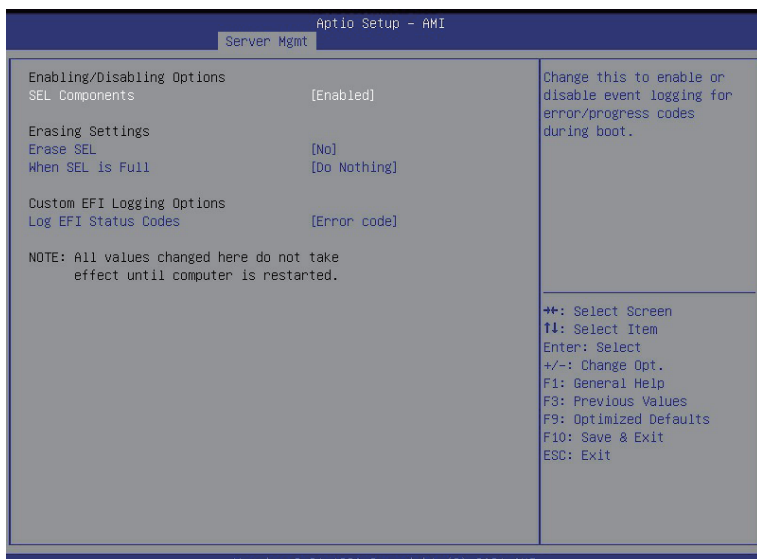 Aptio Setup – AMI
Server Mgmt
Enabling/Disabling Options
SEL Components [Enabled]
Erasing Settings
Erase SEL [No]
When SEL is Full [Do Nothing]
Custom EFI Logging Options
Log EFI Status Codes [Error code]
NOTE: All values changed here do not take
effect until computer is restarted.
Change this to enable or
disable event logging for
error/progress codes
during boot.
→←: Select Screen
↑↓: Select Item
Enter: Select
+/-: Change Opt.
F1: General Help
F3: Previous Values
F9: Optimized Defaults
F10: Save & Exit
ESC: Exit